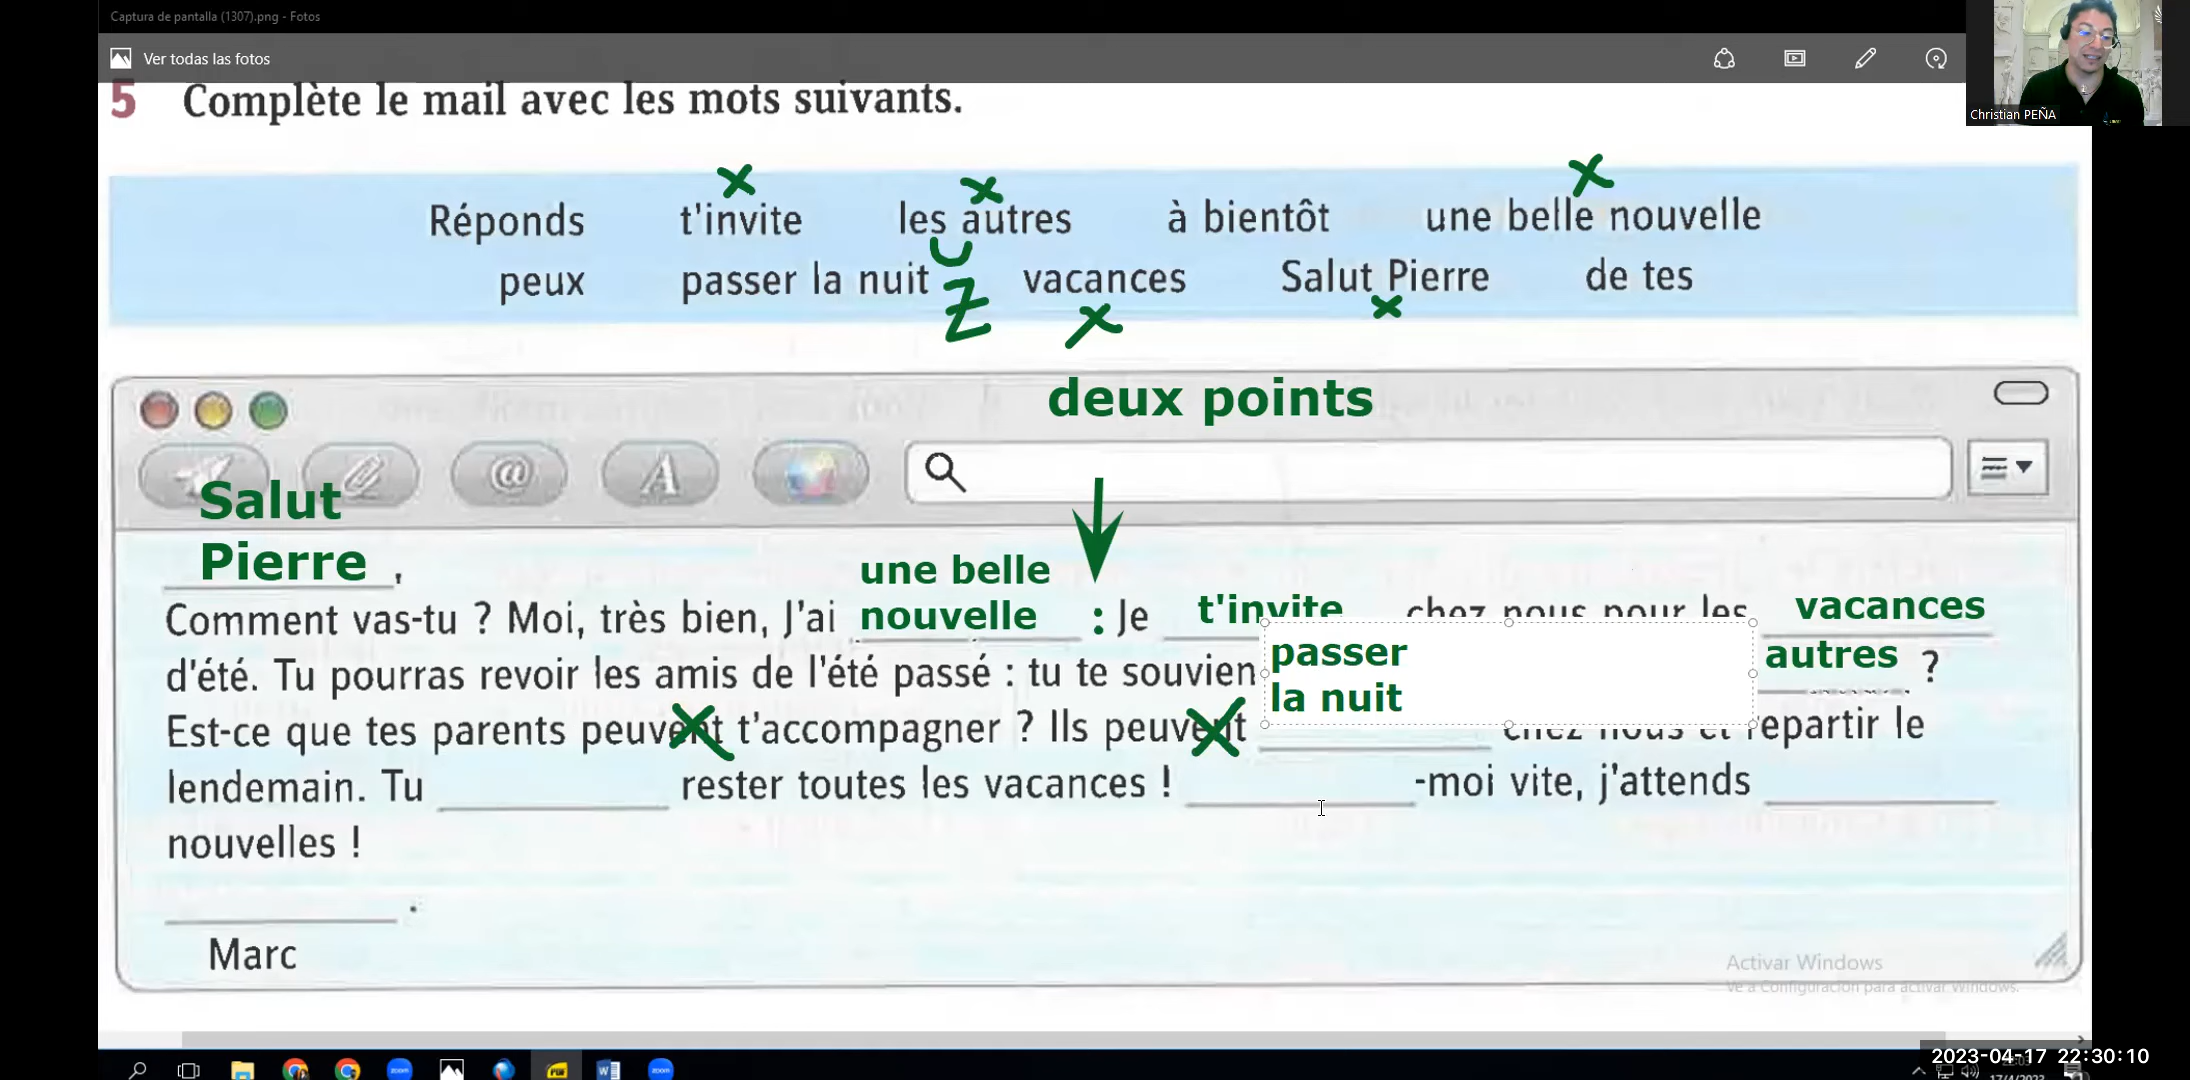 Captura de pantalla (1307).png - Fotos
Ver todas las fotos
Christian PEÑA
5 Complète le mail avec les mots suivants.
x x x
Réponds t'invite les autres à bientôt une belle nouvelle
peux passer la nuit vacances Salut Pierre de tes
Z x x
deux points
@ A
Salut
Pierre ,
une belle
Comment vas-tu ? Moi, très bien, J'ai nouvelle : Je t'invite chez nous pour les vacances
d'été. Tu pourras revoir les amis de l'été passé : tu te souvien autres ?
passer
la nuit
Est-ce que tes parents peuvent t'accompagner ? Ils peuvent chez nous et repartir le
lendemain. Tu rester toutes les vacances ! -moi vite, j'attends
nouvelles !
.
Marc
Activar Windows
Ve a Configuración para activar Windows.
2023-04-17 22:30:10